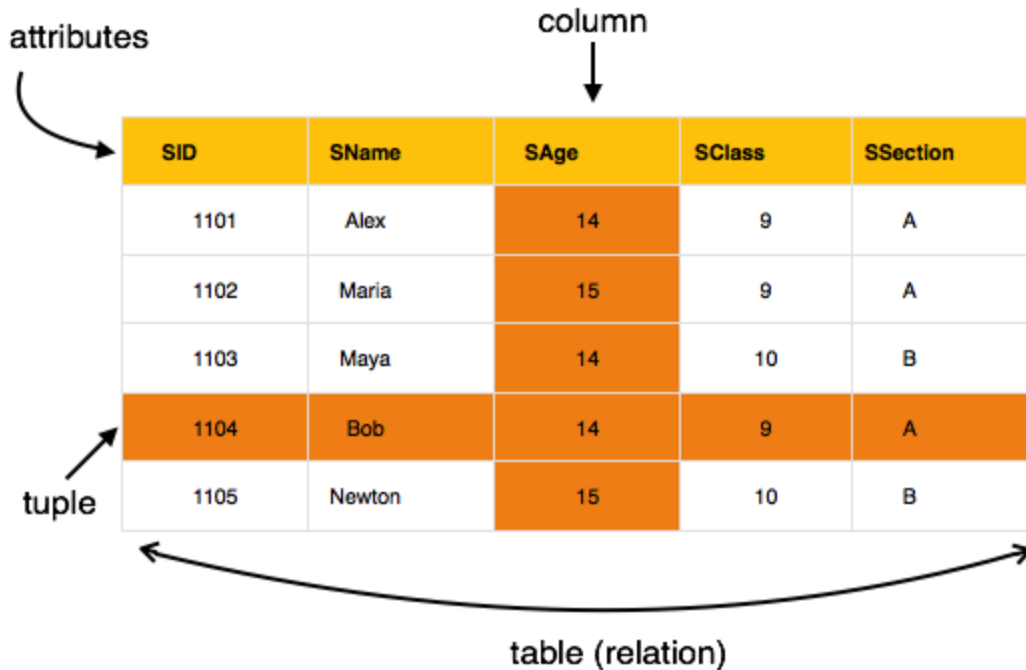 column
attributes
SID SName SAge SClass SSection
1101 Alex 14 9 A
1102 Maria 15 9 A
1103 Maya 14 10 B
1104 Bob 14 9 A
tuple
1105 Newton 15 10 B
table (relation)